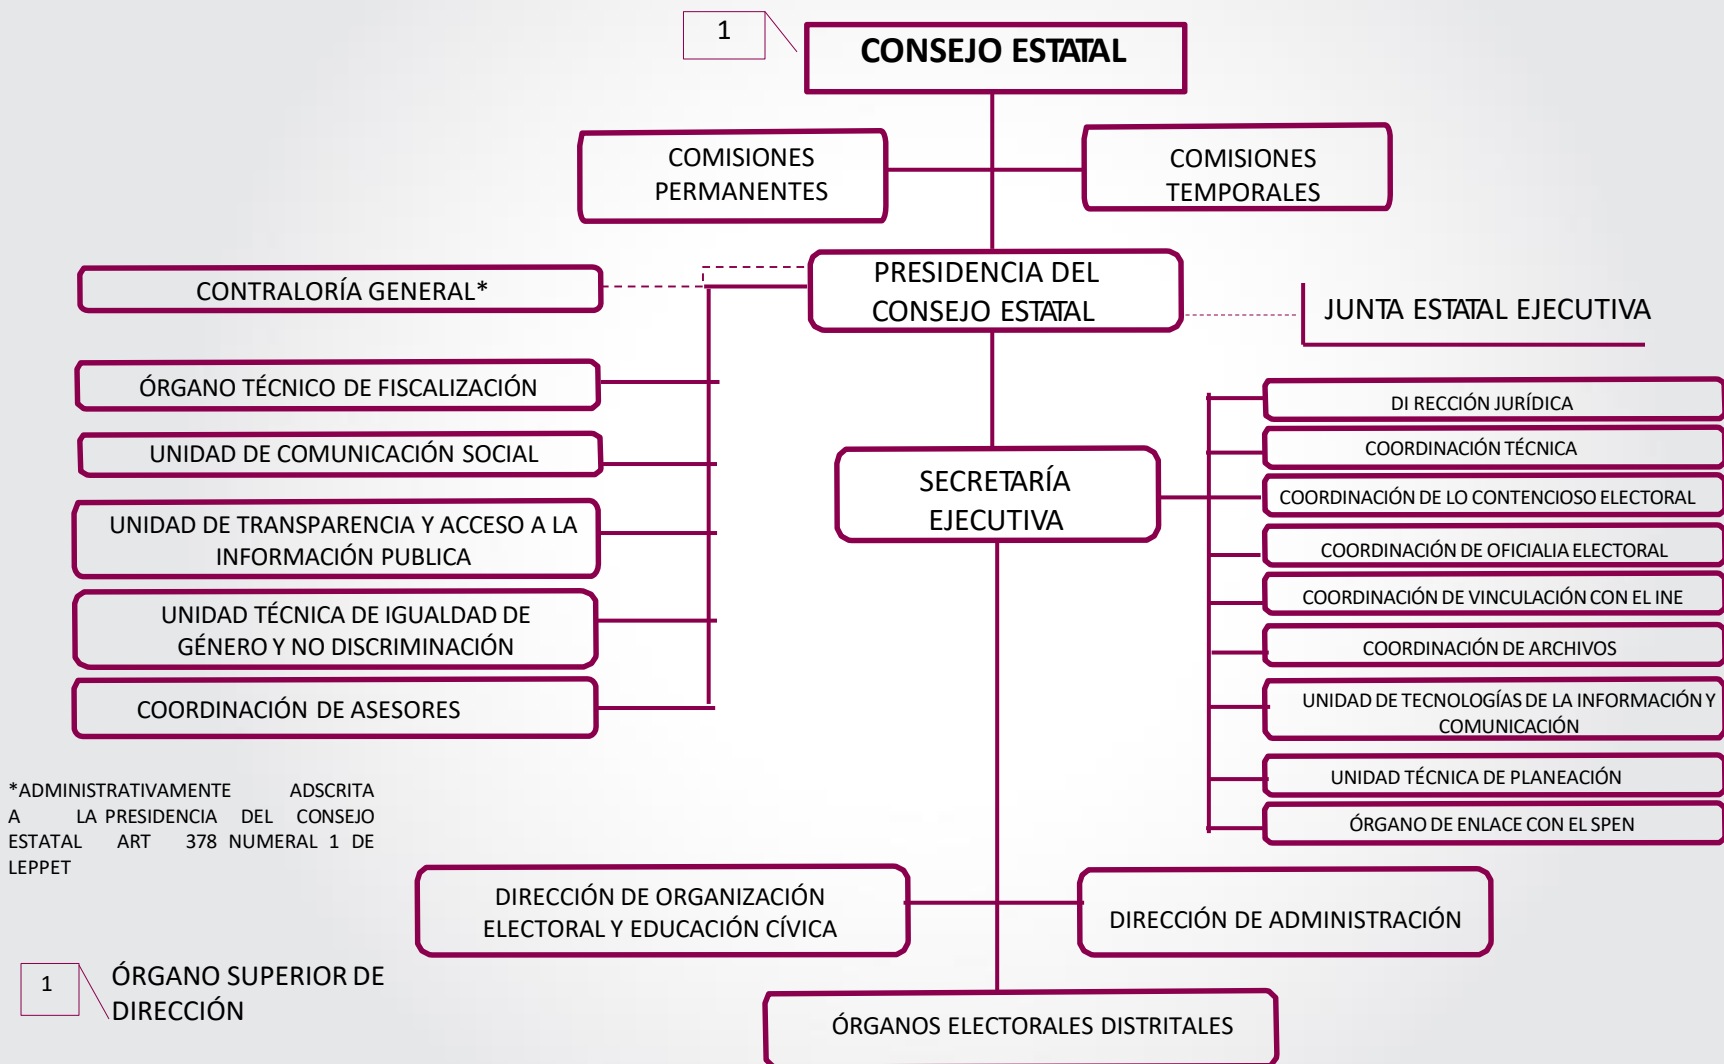 1
CONSEJO ESTATAL
COMISIONES
PERMANENTES
COMISIONES
TEMPORALES
CONTRALORÍA GENERAL*
PRESIDENCIA DEL
CONSEJO ESTATAL
JUNTA ESTATAL EJECUTIVA
ÓRGANO TÉCNICO DE FISCALIZACIÓN
UNIDAD DE COMUNICACIÓN SOCIAL
UNIDAD DE TRANSPARENCIA Y ACCESO A LA
INFORMACIÓN PUBLICA
UNIDAD TÉCNICA DE IGUALDAD DE
GÉNERO Y NO DISCRIMINACIÓN
COORDINACIÓN DE ASESORES
SECRETARÍA
EJECUTIVA
DI RECCIÓN JURÍDICA
COORDINACIÓN TÉCNICA
COORDINACIÓN DE LO CONTENCIOSO ELECTORAL
COORDINACIÓN DE OFICIALIA ELECTORAL
COORDINACIÓN DE VINCULACIÓN CON EL INE
COORDINACIÓN DE ARCHIVOS
UNIDAD DE TECNOLOGÍAS DE LA INFORMACIÓN Y
COMUNICACIÓN
UNIDAD TÉCNICA DE PLANEACIÓN
ÓRGANO DE ENLACE CON EL SPEN
*ADMINISTRATIVAMENTE ADSCRITA
A LA PRESIDENCIA DEL CONSEJO
ESTATAL ART 378 NUMERAL 1 DE
LEPPET
DIRECCIÓN DE ORGANIZACIÓN
ELECTORAL Y EDUCACIÓN CÍVICA
DIRECCIÓN DE ADMINISTRACIÓN
1
ÓRGANO SUPERIOR DE
DIRECCIÓN
ÓRGANOS ELECTORALES DISTRITALES